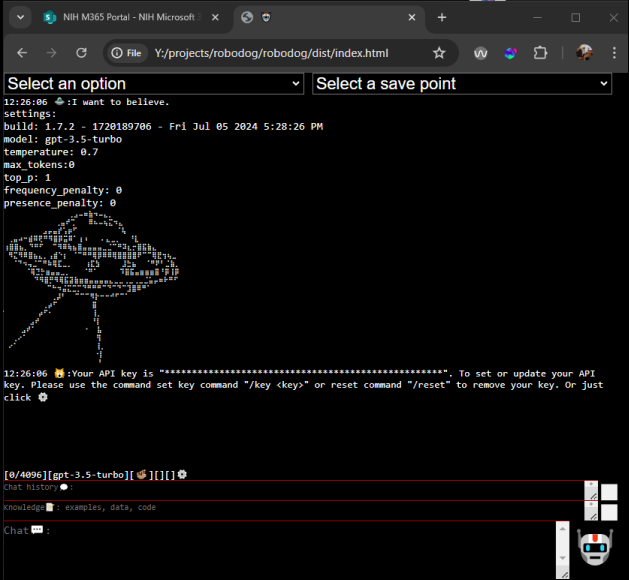 NIH M365 Portal - NIH Microsoft 3
File Y:/projects/robodog/robodog/dist/index.html
Select an option Select a save point
12:26:06 🛸:I want to believe.
settings:
build: 1.7.2 - 1720189706 - Fri Jul 05 2024 5:28:26 PM
model: gpt-3.5-turbo
temperature: 0.7
max_tokens:0
top_p: 1
frequency_penalty: 0
presence_penalty: 0
12:26:06 😹:Your API key is "***************************************************". To set or update your API
key. Please use the command set key command "/key <key>" or reset command "/reset" to remove your key. Or just
click ⚙️
[0/4096][gpt-3.5-turbo][🦥][][]⚙️
Chat history💭:
Knowledge📝: examples, data, code
Chat💬: